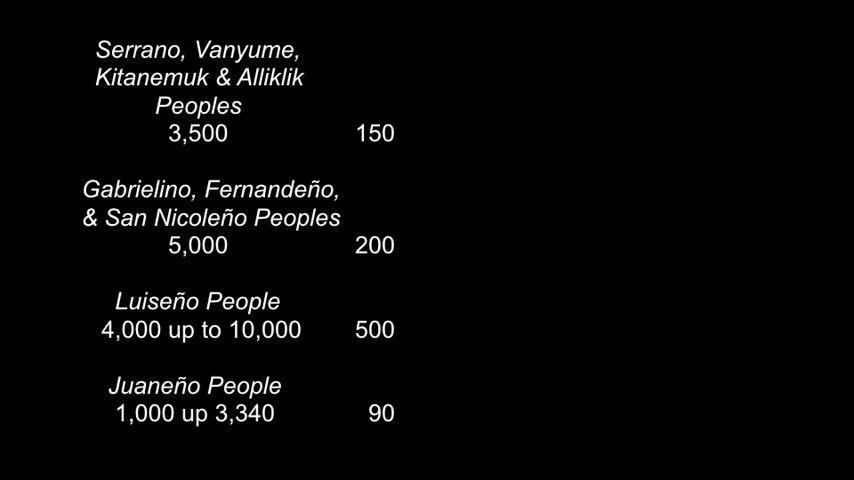 Serrano, Vanyume,
Kitanemuk & Alliklik
Peoples
3,500 150
Gabrielino, Fernandeño,
& San Nicoleño Peoples
5,000 200
Luiseño People
4,000 up to 10,000 500
Juaneño People
1,000 up 3,340 90